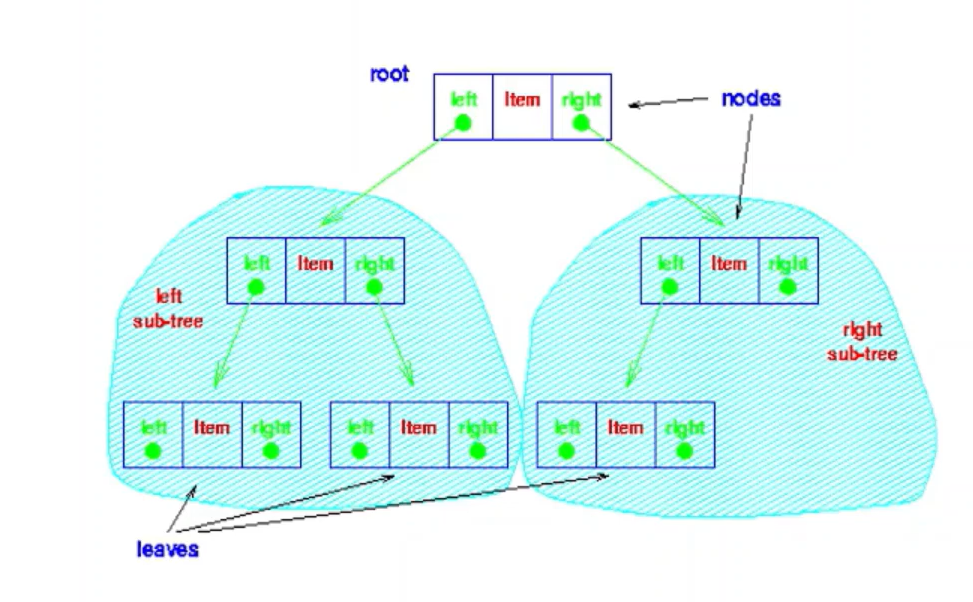 root
left Item right
nodes
left Item right
left Item right
left
sub-tree
right
sub-tree
left Item right
left Item right
left Item right
leaves